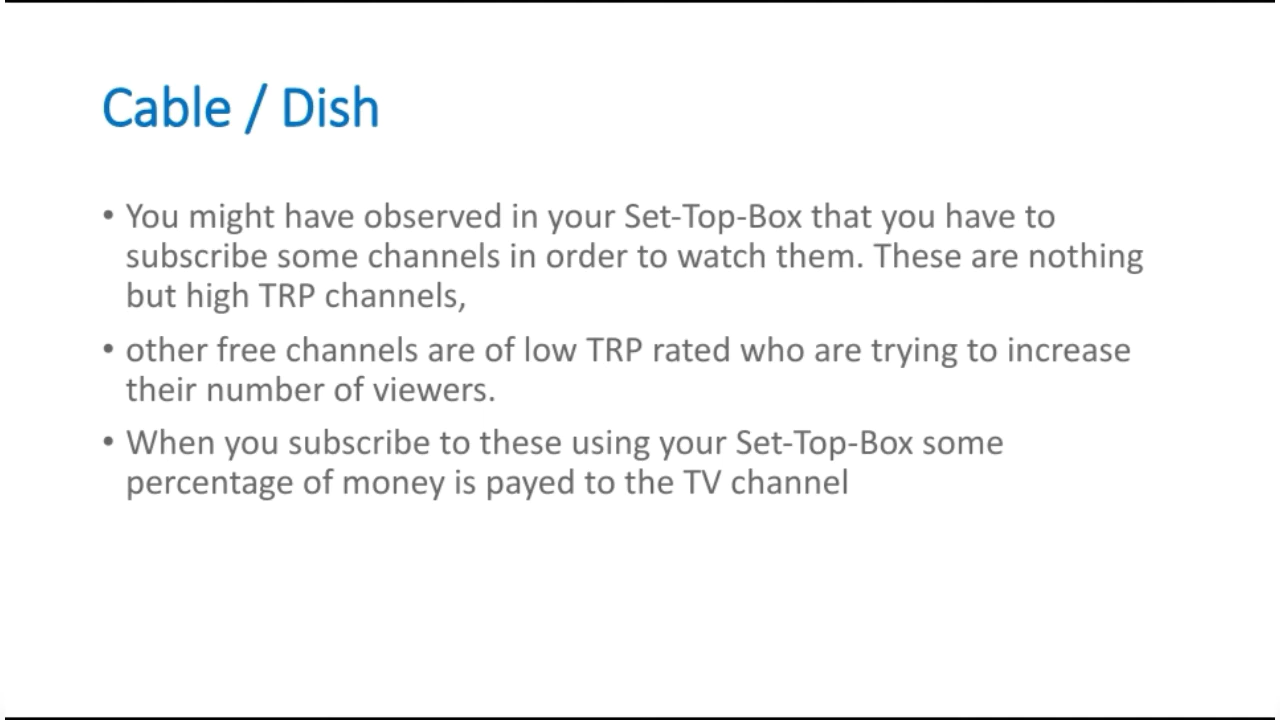 Cable / Dish
• You might have observed in your Set-Top-Box that you have to
subscribe some channels in order to watch them. These are nothing
but high TRP channels,
• other free channels are of low TRP rated who are trying to increase
their number of viewers.
• When you subscribe to these using your Set-Top-Box some
percentage of money is payed to the TV channel